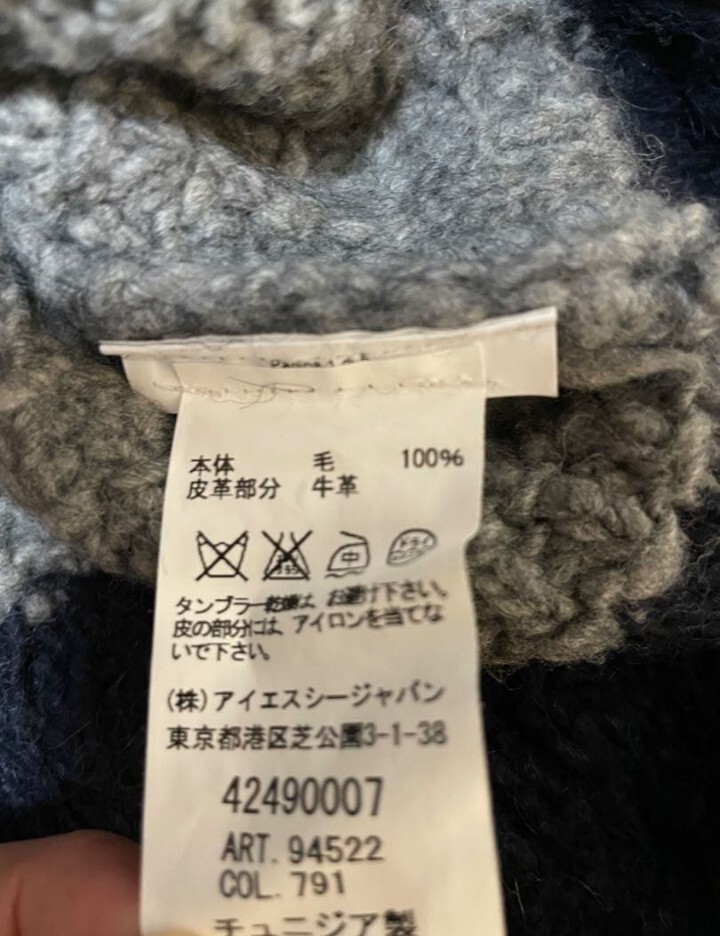 本体 毛 100%
皮革部分 牛革
中 ドライ
タンブラー乾燥は、お避け下さい。
皮の部分には、アイロンを当てな
いで下さい。
(株)アイエスシージャパン
東京都港区芝公園3-1-38
42490007
ART. 94522
COL. 791
チュニジア製